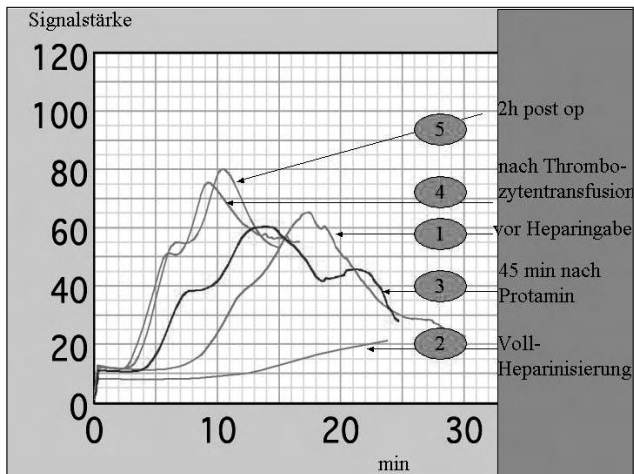 Signalstärke
120
100
80
60
40
20
0
0
10
20
30
min
5
2h post op
4
nach Thrombo-
zytentransfusion
1
vor Heparingabe
3
45 min nach
Protamin
2
Voll-
Heparinisierung